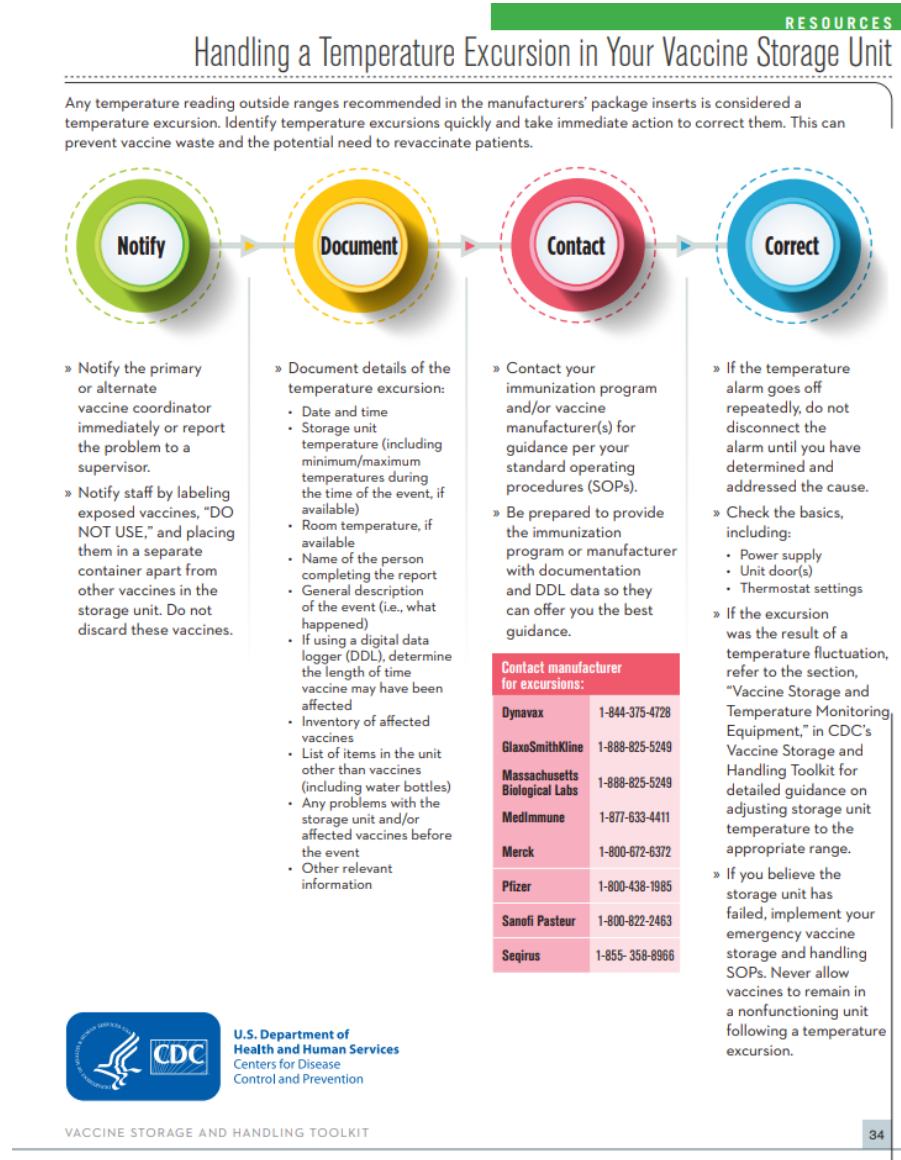 RESOURCES
Handling a Temperature Excursion in Your Vaccine Storage Unit
Any temperature reading outside ranges recommended in the manufacturers' package inserts is considered a
temperature excursion. Identify temperature excursions quickly and take immediate action to correct them. This can
prevent vaccine waste and the potential need to revaccinate patients.
Notify
» Notify the primary
or alternate
vaccine coordinator
immediately or report
the problem to a
supervisor.
» Notify staff by labeling
exposed vaccines, “DO
NOT USE,” and placing
them in a separate
container apart from
other vaccines in the
storage unit. Do not
discard these vaccines.
Document
» Document details of the
temperature excursion:
• Date and time
• Storage unit
temperature (including
minimum/maximum
temperatures during
the time of the event, if
available)
• Room temperature, if
available
• Name of the person
completing the report
• General description
of the event (i.e., what
happened)
• If using a digital data
logger (DDL), determine
the length of time
vaccine may have been
affected
• Inventory of affected
vaccines
• List of items in the unit
other than vaccines
(including water bottles)
• Any problems with the
storage unit and/or
affected vaccines before
the event
• Other relevant
information
Contact
» Contact your
immunization program
and/or vaccine
manufacturer(s) for
guidance per your
standard operating
procedures (SOPs).
» Be prepared to provide
the immunization
program or manufacturer
with documentation
and DDL data so they
can offer you the best
guidance.
Contact manufacturer
for excursions:
Dynavax 1-844-375-4728
GlaxoSmithKline 1-888-825-5249
Massachusetts
Biological Labs 1-888-825-5249
MedImmune 1-877-633-4411
Merck 1-800-672-6372
Pfizer 1-800-438-1985
Sanofi Pasteur 1-800-822-2463
Seqirus 1-855- 358-8966
Correct
» If the temperature
alarm goes off
repeatedly, do not
disconnect the
alarm until you have
determined and
addressed the cause.
» Check the basics,
including:
• Power supply
• Unit door(s)
• Thermostat settings
» If the excursion
was the result of a
temperature fluctuation,
refer to the section,
“Vaccine Storage and
Temperature Monitoring
Equipment,” in CDC’s
Vaccine Storage and
Handling Toolkit for
detailed guidance on
adjusting storage unit
temperature to the
appropriate range.
» If you believe the
storage unit has
failed, implement your
emergency vaccine
storage and handling
SOPs. Never allow
vaccines to remain in
a nonfunctioning unit
following a temperature
excursion.
CDC
U.S. Department of
Health and Human Services
Centers for Disease
Control and Prevention
VACCINE STORAGE AND HANDLING TOOLKIT
34